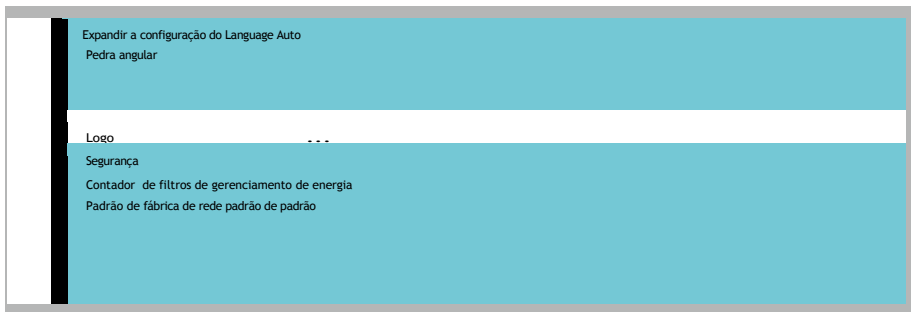 Expandir a configuração do Language Auto
Pedra angular
Logo ...
Segurança
Contador de filtros de gerenciamento de energia
Padrão de fábrica de rede padrão de padrão